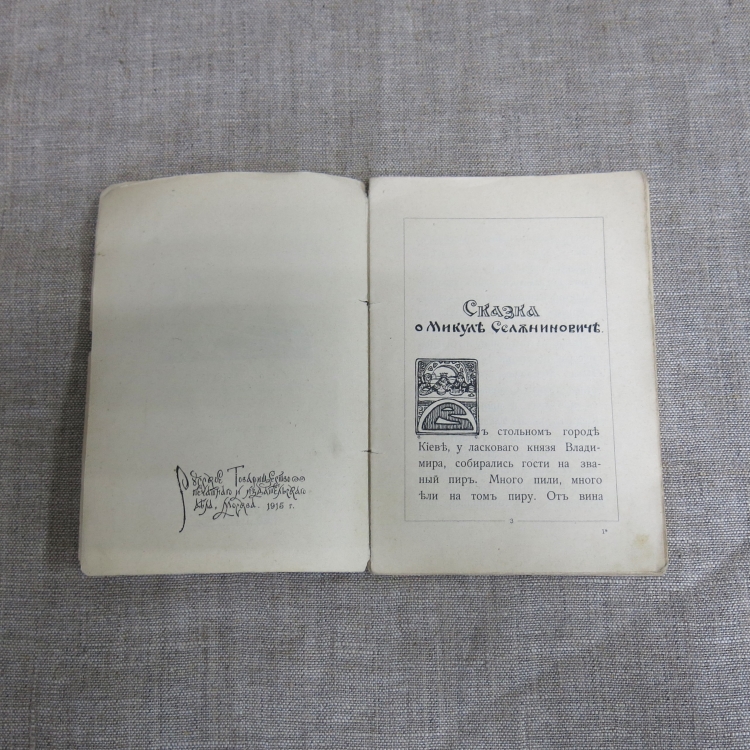 Русское Товарищество
печатнаго и издательскаго
дѣла. Москва. 1916 г.
Сказка
о Микулѣ Селяниновичѣ.
Въ стольномъ городѣ
Кіевѣ, у ласковаго князя Влади-
мира, собирались гости на зва-
ный пиръ. Много пили, много
ѣли на томъ пиру. Отъ вина
3
1*